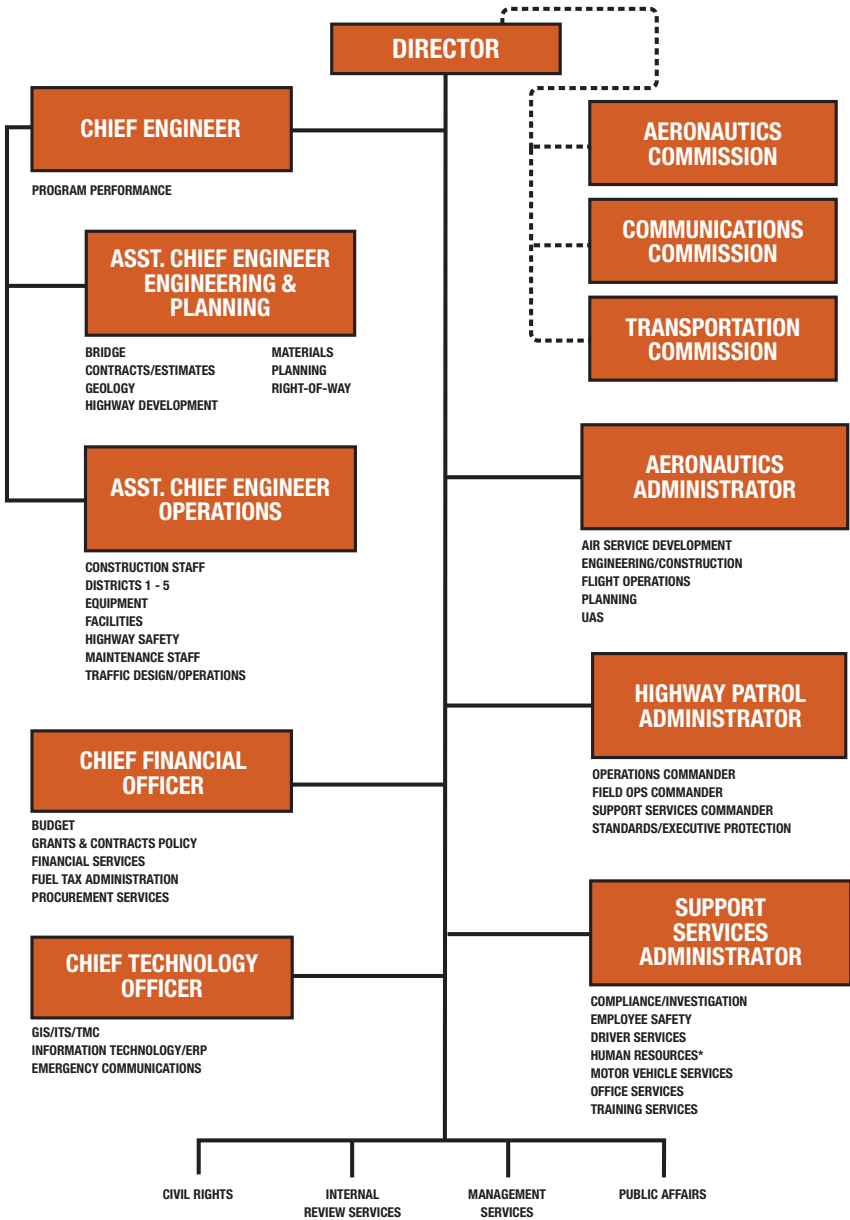 DIRECTOR
CHIEF ENGINEER
PROGRAM PERFORMANCE
ASST. CHIEF ENGINEER
ENGINEERING &
PLANNING
BRIDGE
CONTRACTS/ESTIMATES
GEOLOGY
HIGHWAY DEVELOPMENT
MATERIALS
PLANNING
RIGHT-OF-WAY
ASST. CHIEF ENGINEER
OPERATIONS
CONSTRUCTION STAFF
DISTRICTS 1 - 5
EQUIPMENT
FACILITIES
HIGHWAY SAFETY
MAINTENANCE STAFF
TRAFFIC DESIGN/OPERATIONS
CHIEF FINANCIAL
OFFICER
BUDGET
GRANTS & CONTRACTS POLICY
FINANCIAL SERVICES
FUEL TAX ADMINISTRATION
PROCUREMENT SERVICES
CHIEF TECHNOLOGY
OFFICER
GIS/ITS/TMC
INFORMATION TECHNOLOGY/ERP
EMERGENCY COMMUNICATIONS
AERONAUTICS
COMMISSION
COMMUNICATIONS
COMMISSION
TRANSPORTATION
COMMISSION
AERONAUTICS
ADMINISTRATOR
AIR SERVICE DEVELOPMENT
ENGINEERING/CONSTRUCTION
FLIGHT OPERATIONS
PLANNING
UAS
HIGHWAY PATROL
ADMINISTRATOR
OPERATIONS COMMANDER
FIELD OPS COMMANDER
SUPPORT SERVICES COMMANDER
STANDARDS/EXECUTIVE PROTECTION
SUPPORT
SERVICES
ADMINISTRATOR
COMPLIANCE/INVESTIGATION
EMPLOYEE SAFETY
DRIVER SERVICES
HUMAN RESOURCES*
MOTOR VEHICLE SERVICES
OFFICE SERVICES
TRAINING SERVICES
CIVIL RIGHTS
INTERNAL
REVIEW SERVICES
MANAGEMENT
SERVICES
PUBLIC AFFAIRS